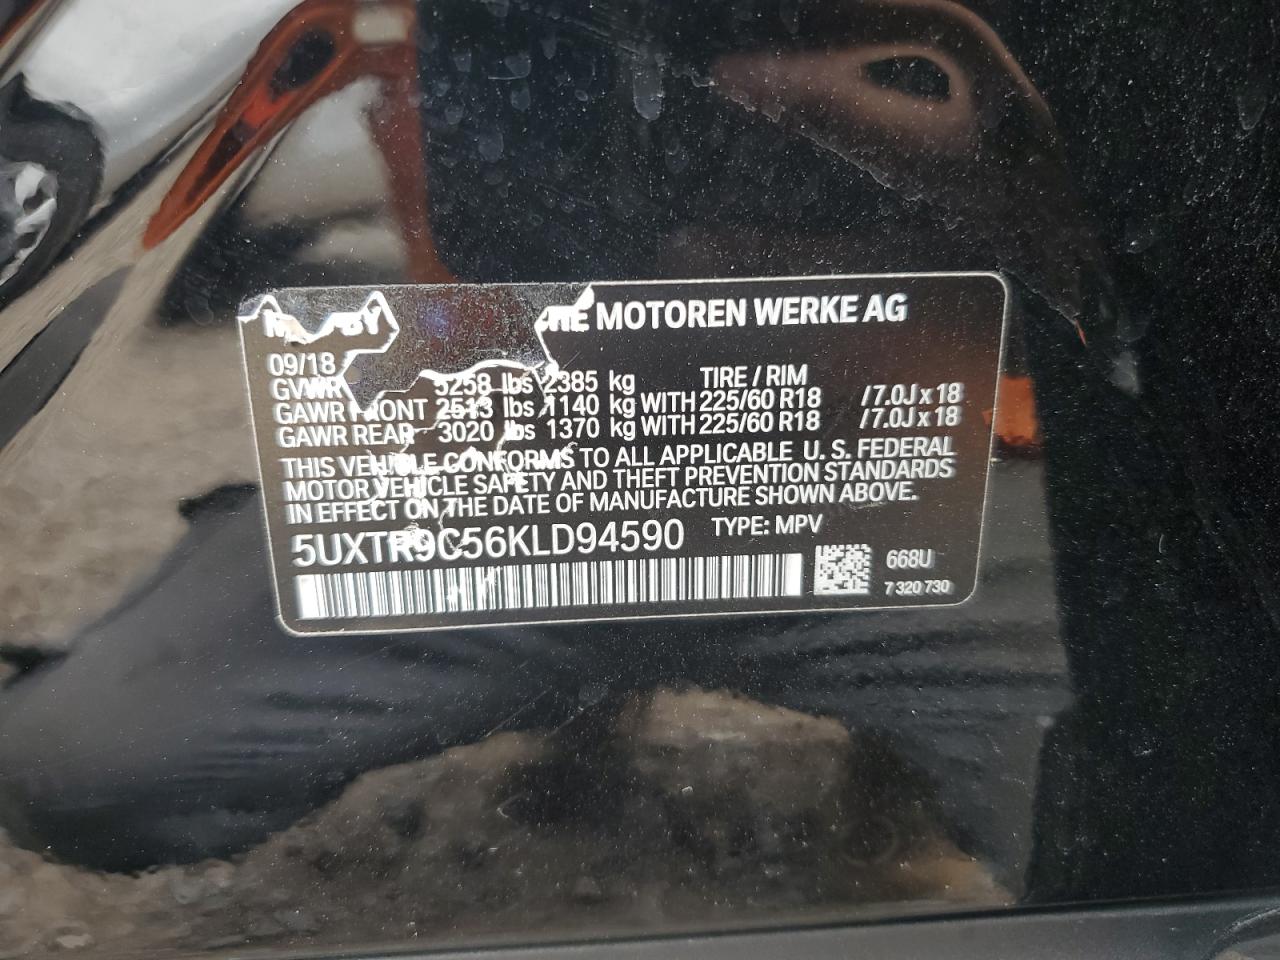 BY HE MOTOREN WERKE AG
09/18
GVWR 5258 lbs 2385 kg TIRE / RIM
GAWR FRONT 2513 lbs 1140 kg WITH 225/60 R18 /7.0J x 18
GAWR REAR 3020 lbs 1370 kg WITH 225/60 R18 /7.0J x 18
THIS VEHICLE CONFORMS TO ALL APPLICABLE U. S. FEDERAL
MOTOR VEHICLE SAFETY AND THEFT PREVENTION STANDARDS
IN EFFECT ON THE DATE OF MANUFACTURE SHOWN ABOVE.
5UXTR9C56KLD94590 TYPE: MPV
668U
7 320 730